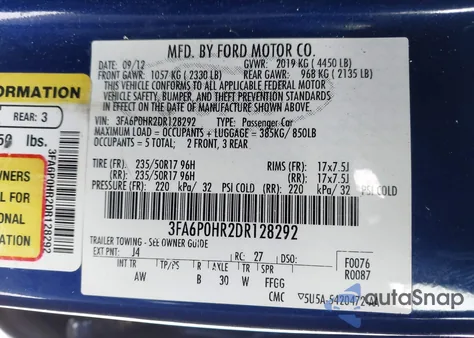 MFD. BY FORD MOTOR CO.
DATE: 09/12 GVWR: 2019 KG ( 4450 LB)
FRONT GAWR: 1057 KG ( 2330 LB) REAR GAWR: 968 KG ( 2135 LB)
THIS VEHICLE CONFORMS TO ALL APPLICABLE FEDERAL MOTOR
VEHICLE SAFETY, BUMPER, AND THEFT PREVENTION STANDARDS
IN EFFECT ON THE DATE OF MANUFACTURE SHOWN ABOVE.
VIN: 3FA6P0HR2DR128292 TYPE: Passenger Car
MAXIMUM LOAD = OCCUPANTS + LUGGAGE = 385KG/ 850LB
OCCUPANTS = 5 TOTAL; 2 FRONT, 3 REAR
TIRE (FR): 235/50R17 96H RIMS (FR): 17x7.5J
(RR): 235/50R17 96H (RR): 17x7.5J
PRESSURE (FR): 220 kPa/ 32 PSI COLD (RR): 220 kPa/ 32 PSI COLD
3FA6P0HR2DR128292
TRAILER TOWING - SEE OWNER GUIDE
EXT PNT: J4 RC: 27 DSO: F0076
INT TR TP/PS R AXLE TR SPR R0087
AW B 30 W FFGG
CMC
INFORMATION
REAR: 3
lbs.
OWNERS
FOR
ONAL
ATION
3FA6P0HR2DR128292
autoSnap